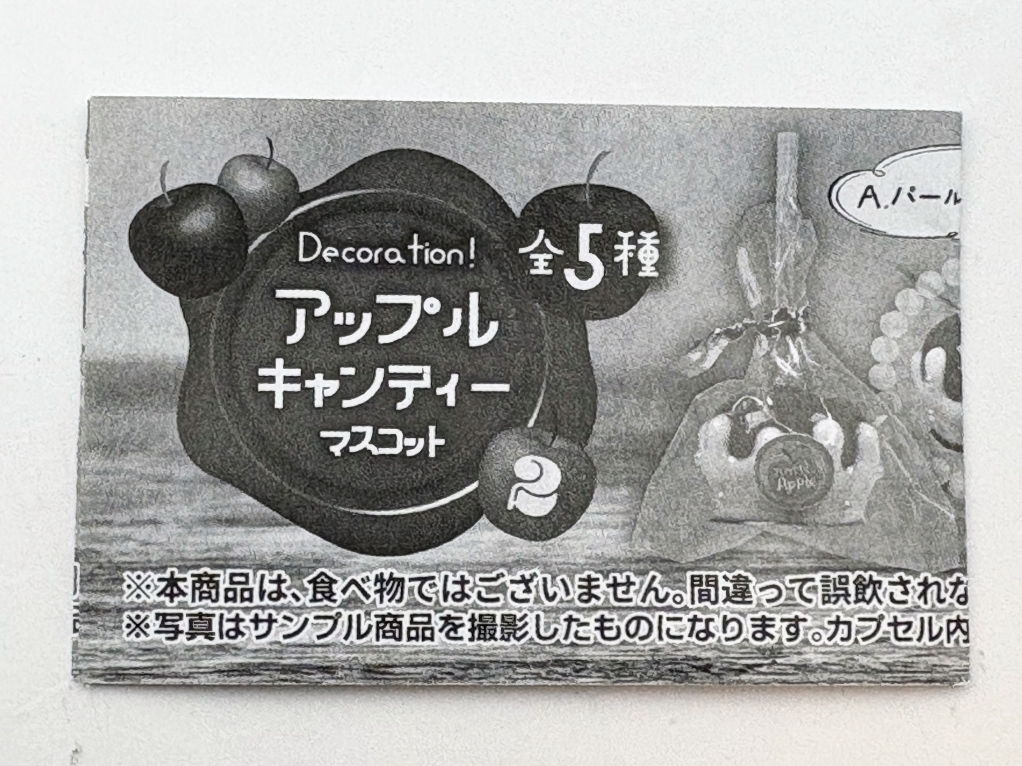 Decoration!
アップル
キャンディー
マスコット
2
全5種
A.パール
Apple
※本商品は、食べ物ではございません。間違って誤飲されな
※写真はサンプル商品を撮影したものになります。カプセル内